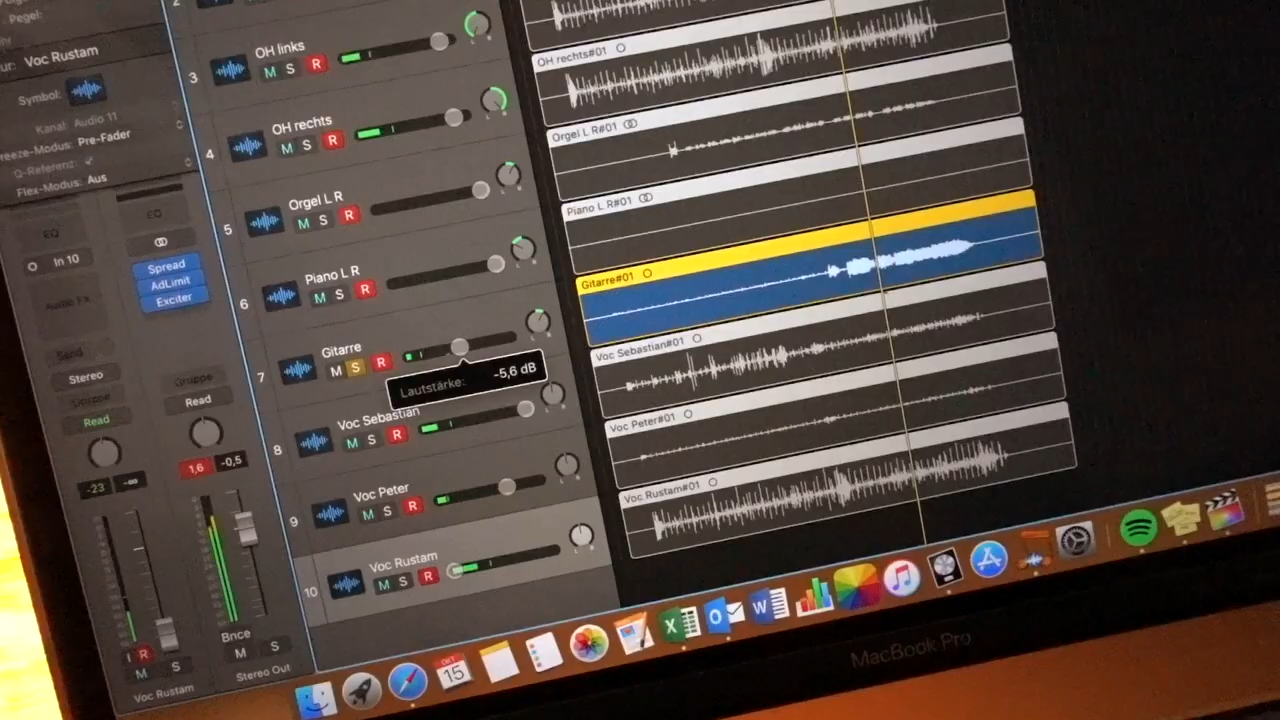 Pegel:
Voc Rustam
Symbol:
Kanal: Audio 11
Freeze-Modus: Pre-Fader
Q-Referenz:
Flex-Modus: Aus
EQ
EQ
In 10
Spread
AdLimit
Exciter
Audio FX
Send
Stereo
Gruppe
Gruppe
Read
Read
-23
-∞
1,6
-0,5
I R
M S
Voc Rustam
Bnce
M S
Stereo Out
2
3
OH links
M S R
L R
4
OH rechts
M S R
L R
5
Orgel L R
M S R
L R
6
Piano L R
M S R
L R
7
Gitarre
M S R
L R
Lautstärke: -5,6 dB
8
Voc Sebastian
M S R
9
Voc Peter
M S R
10
Voc Rustam
M S R
L R
OH rechts#01
Orgel L R#01
Piano L R#01
Gitarre#01
Voc Sebastian#01
Voc Peter#01
Voc Rustam#01
OKT
15
X
O
W
MacBook Pro